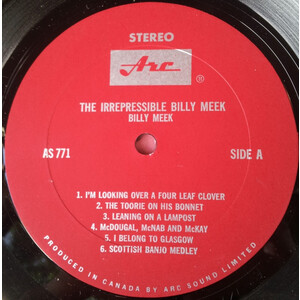 STEREO
Arc ®
THE IRREPRESSIBLE BILLY MEEK
BILLY MEEK
AS 771
SIDE A
1. I'M LOOKING OVER A FOUR LEAF CLOVER
2. THE TOORIE ON HIS BONNET
3. LEANING ON A LAMPOST
4. McDOUGAL, McNAB AND McKAY
5. I BELONG TO GLASGOW
6. SCOTTISH BANJO MEDLEY
PRODUCED IN CANADA BY ARC SOUND LIMITED